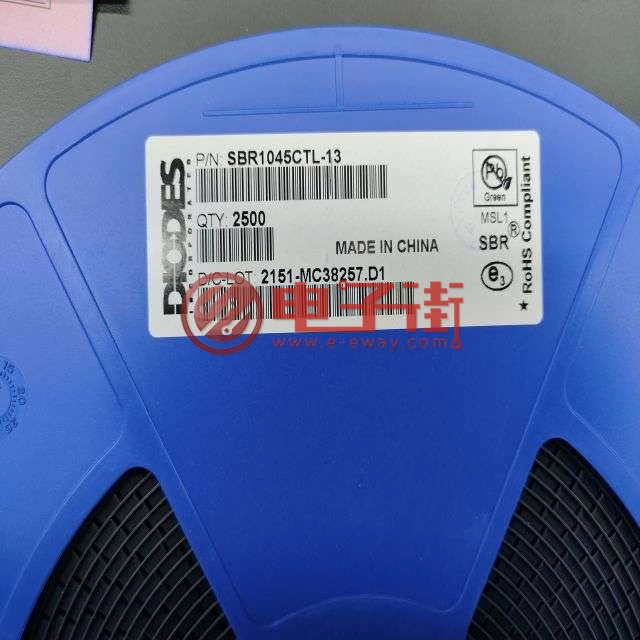 DIODES
INCORPORATED
P/N: SBR1045CTL-13
QTY: 2500
MADE IN CHINA
D/C-LOT: 2151-MC38257.D1
Pb
Green
MSL1
SBR®
e3
★ RoHS Compliant
电子街
www.e-eway.com